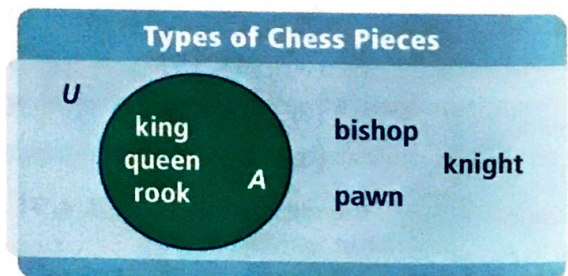 Types of Chess Pieces
U
king
queen
rook
A
bishop
knight
pawn